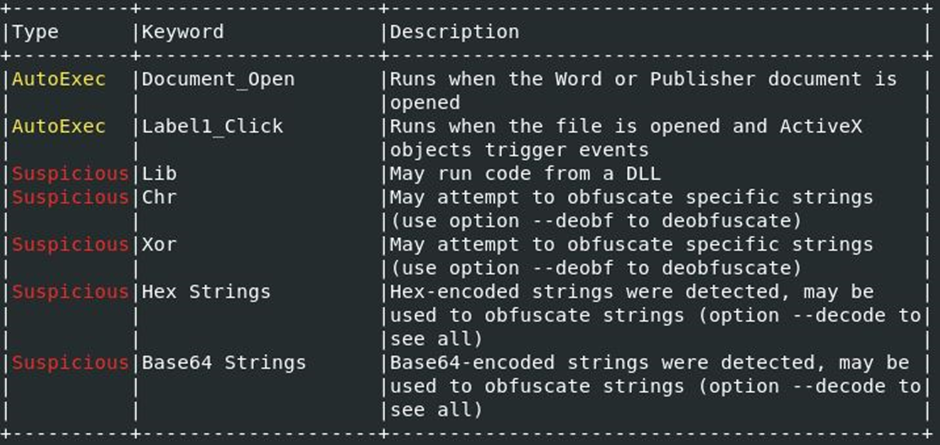 +----------+--------------------+---------------------------------------------+
|Type      |Keyword             |Description                                  |
+----------+--------------------+---------------------------------------------+
|AutoExec  |Document_Open       |Runs when the Word or Publisher document is  |
|          |                    |opened                                       |
|AutoExec  |Label1_Click        |Runs when the file is opened and ActiveX     |
|          |                    |objects trigger events                       |
|Suspicious|Lib                 |May run code from a DLL                      |
|Suspicious|Chr                 |May attempt to obfuscate specific strings    |
|          |                    |(use option --deobf to deobfuscate)          |
|Suspicious|Xor                 |May attempt to obfuscate specific strings    |
|          |                    |(use option --deobf to deobfuscate)          |
|Suspicious|Hex Strings         |Hex-encoded strings were detected, may be    |
|          |                    |used to obfuscate strings (option --decode to|
|          |                    |see all)                                     |
|Suspicious|Base64 Strings      |Base64-encoded strings were detected, may be |
|          |                    |used to obfuscate strings (option --decode to|
|          |                    |see all)                                     |
+----------+--------------------+---------------------------------------------+